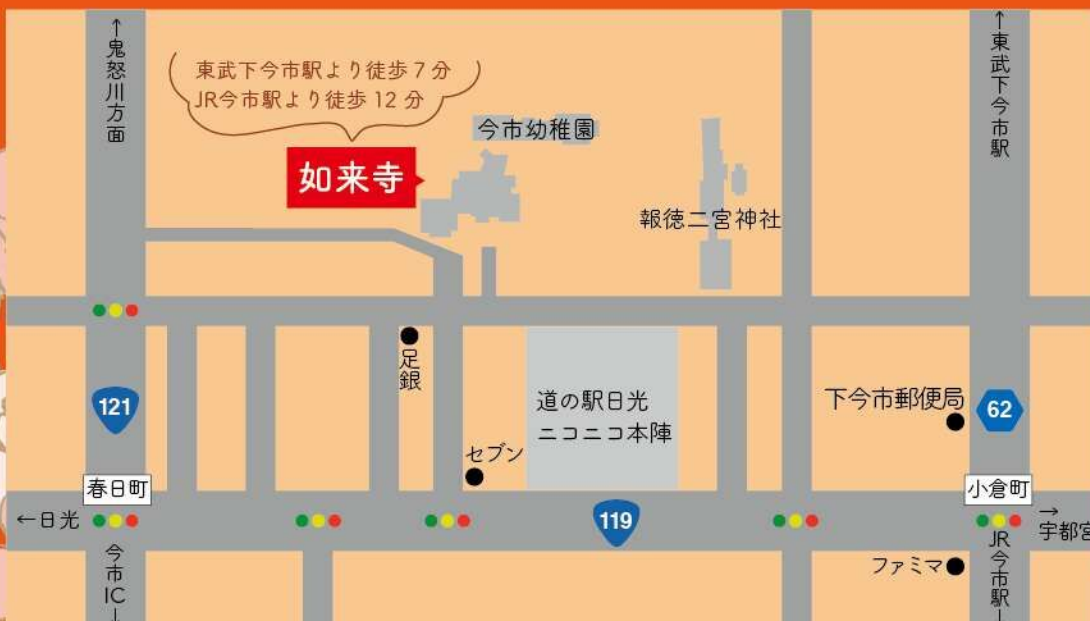 ↑鬼怒川方面
東武下今市駅より徒歩7分
JR今市駅より徒歩12分
↑東武下今市駅
今市幼稚園
如来寺
報徳二宮神社
足銀
121
道の駅日光
ニコニコ本陣
下今市郵便局
62
セブン
春日町
小倉町
←日光
119
→
宇都宮
今市IC↓
ファミマ
JR今市駅↓